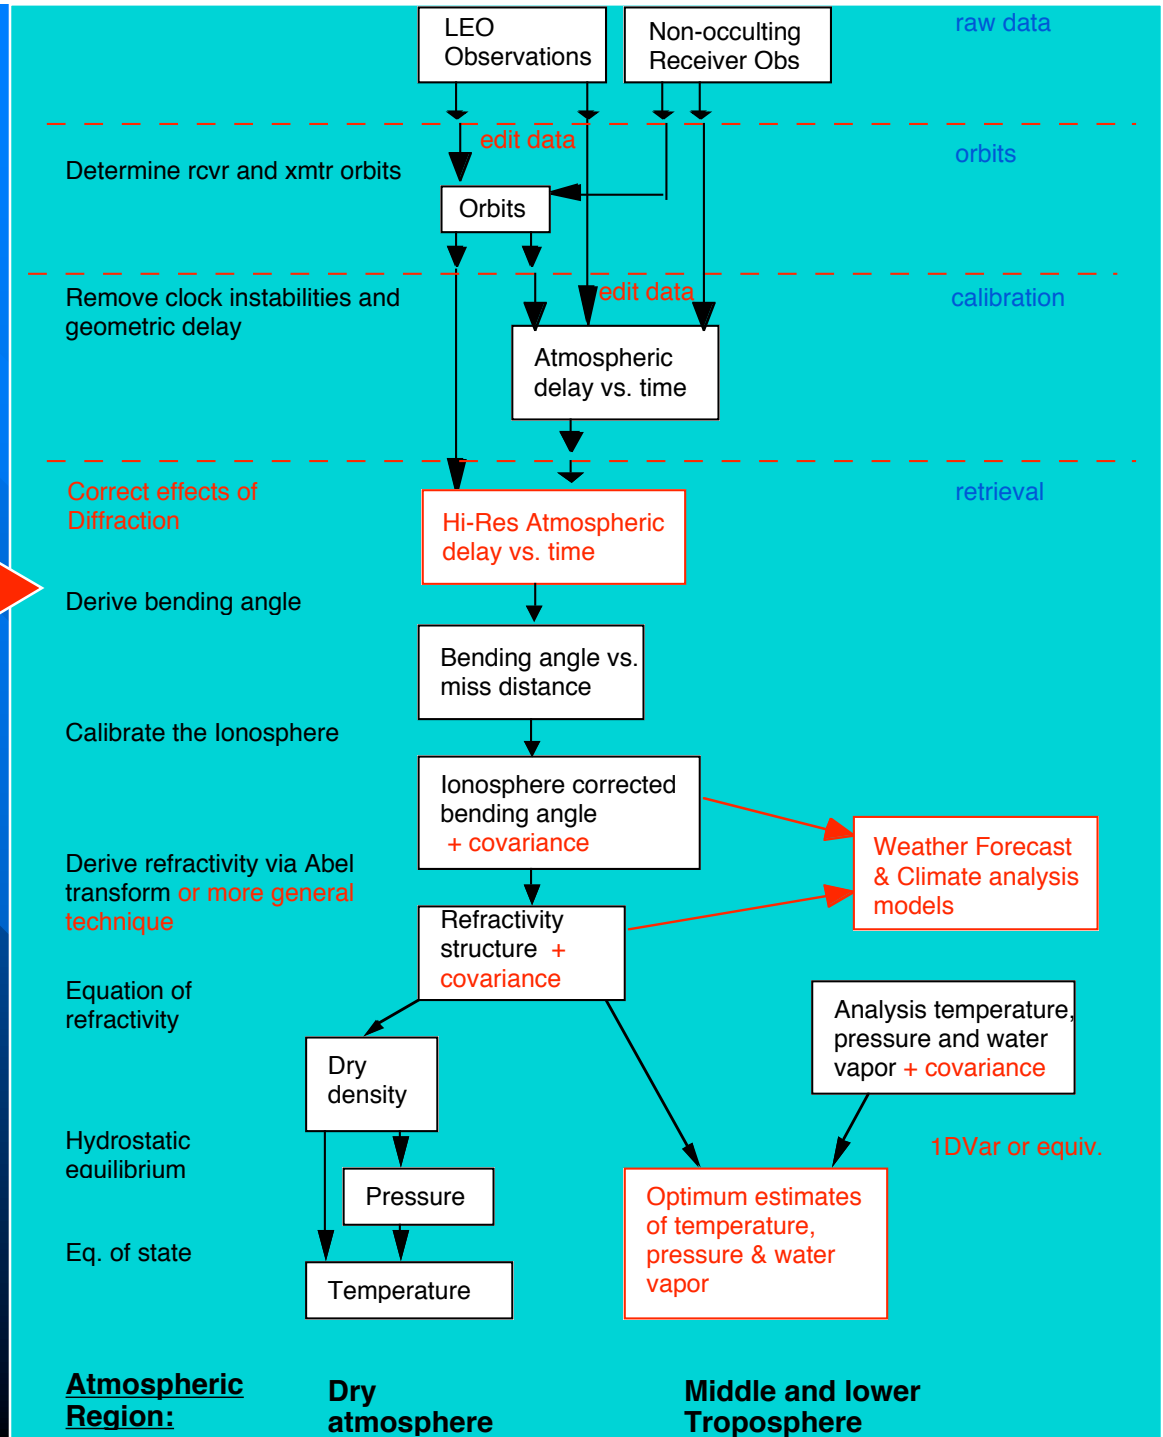 LEO
Observations
Non-occulting
Receiver Obs
raw data
edit data
orbits
Determine rcvr and xmtr orbits
Orbits
Remove clock instabilities and
geometric delay
edit data
calibration
Atmospheric
delay vs. time
Correct effects of
Diffraction
retrieval
Hi-Res Atmospheric
delay vs. time
Derive bending angle
Bending angle vs.
miss distance
Calibrate the Ionosphere
Ionosphere corrected
bending angle
+ covariance
Weather Forecast
& Climate analysis
models
Derive refractivity via Abel
transform or more general
technique
Refractivity
structure +
covariance
Equation of
refractivity
Analysis temperature,
pressure and water
vapor + covariance
Dry
density
Hydrostatic
equilibrium
1DVar or equiv.
Pressure
Optimum estimates
of temperature,
pressure & water
vapor
Eq. of state
Temperature
Atmospheric
Region:
Dry
atmosphere
Middle and lower
Troposphere